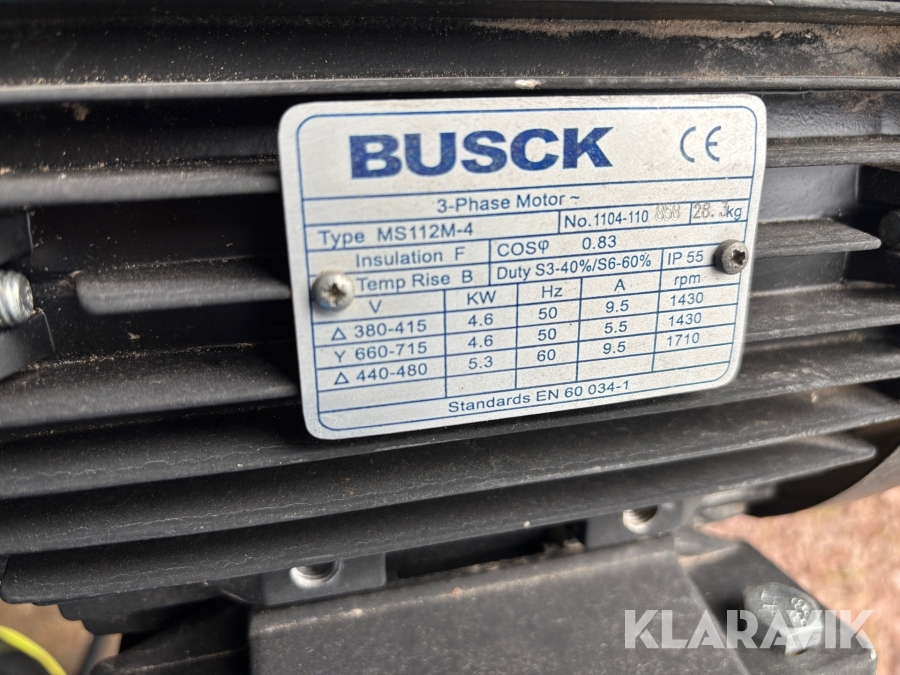 BUSCK CE
3-Phase Motor ~
Type MS112M-4 No.1104-110 858 28.3kg
Insulation F COSφ 0.83
Temp Rise B Duty S3-40%/S6-60% IP 55
V KW Hz A rpm
Δ 380-415 4.6 50 9.5 1430
Y 660-715 4.6 50 5.5 1430
Δ 440-480 5.3 60 9.5 1710
Standards EN 60 034-1
KLARAVIK